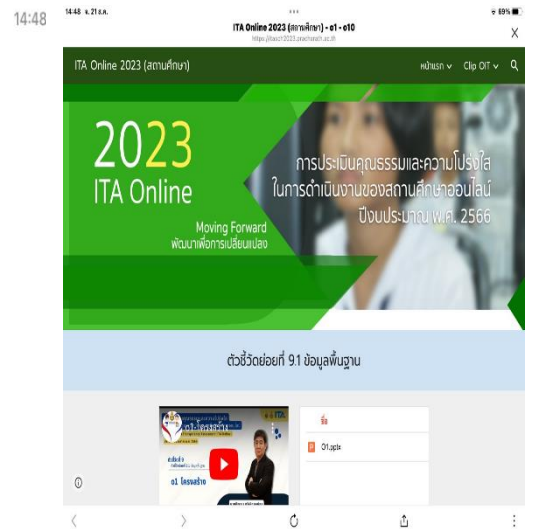 14:48
14:48 จ. 21 ธ.ค.
69%
ITA Online 2023 (สถานศึกษา) - o1 - o10
X
ITA Online 2023 (สถานศึกษา)
หน้าแรก
Clip OIT
2023
ITA Online
Moving Forward
พัฒนาเพื่อการเปลี่ยนแปลง
การประเมินคุณธรรมและความโปร่งใส
ในการดำเนินงานของสถานศึกษาออนไลน์
ปีงบประมาณ พ.ศ. 2566
ตัวชี้วัดย่อยที่ 9.1 ข้อมูลพื้นฐาน
ITA
o1 โครงสร้าง
ชื่อ
O1.pptx